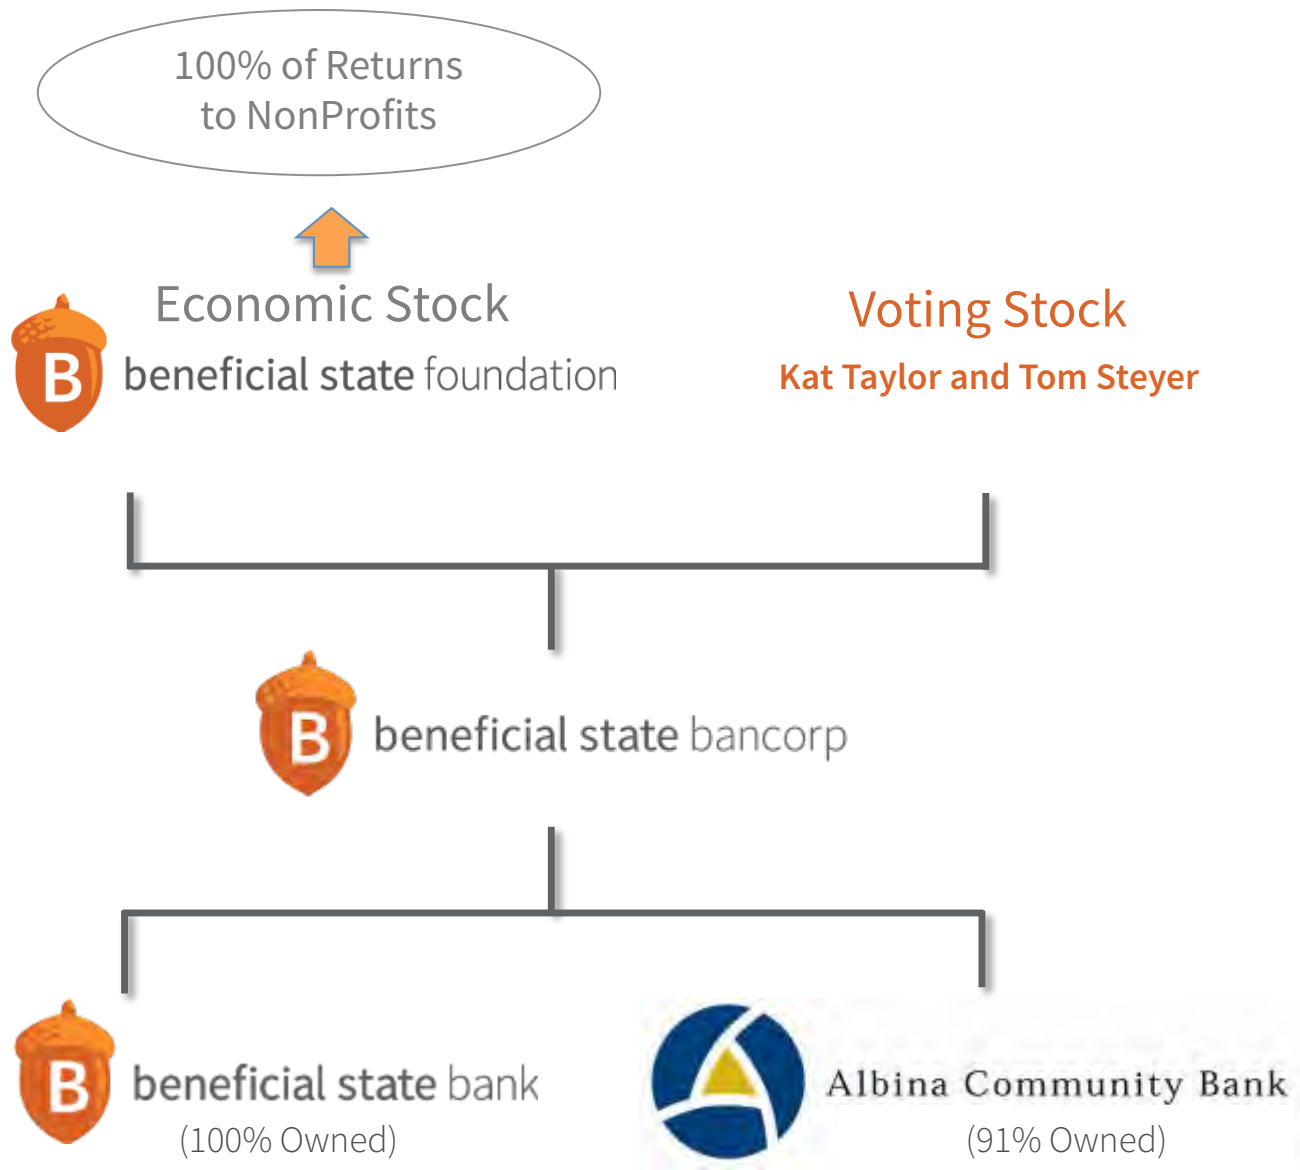 100% of Returns
to NonProfits
Economic Stock
B beneficial state foundation
Voting Stock
Kat Taylor and Tom Steyer
B beneficial state bancorp
B beneficial state bank
(100% Owned)
Albina Community Bank
(91% Owned)